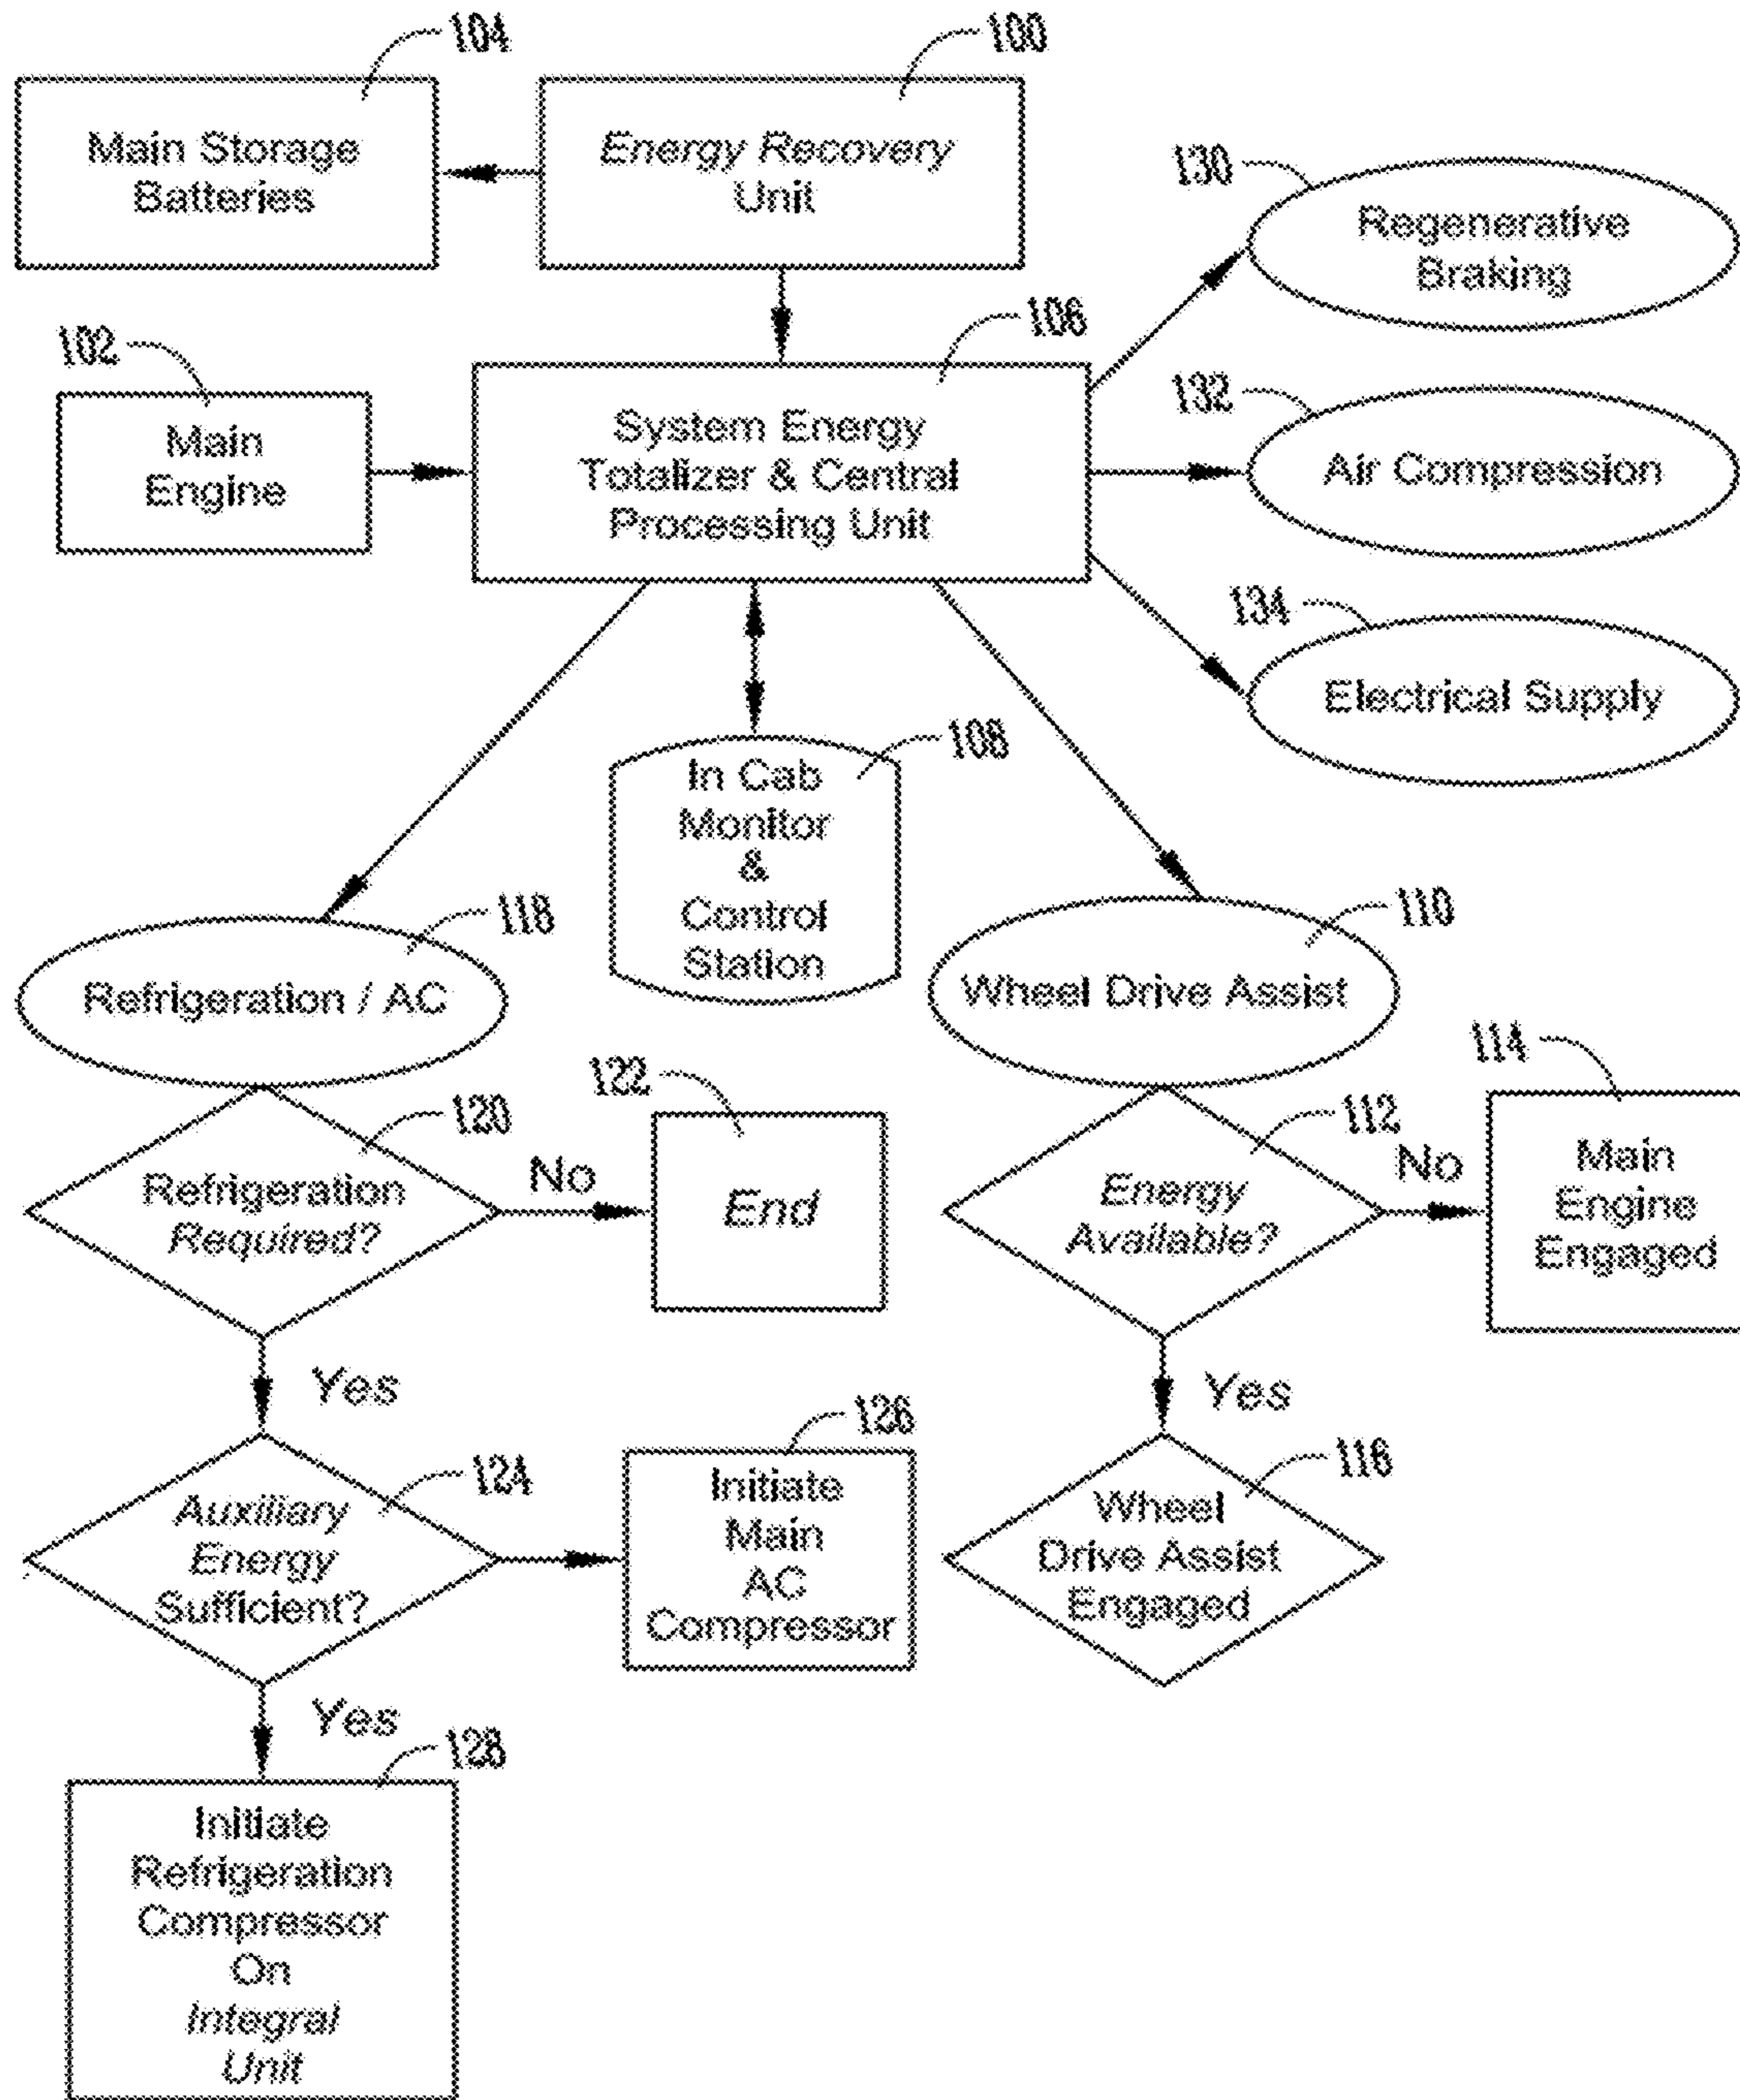 104
100
Main Storage
Batteries
Energy Recovery
Unit
130
Regenerative
Braking
102
106
Main
Engine
System Energy
Totalizer & Central
Processing Unit
132
Air Compression
134
Electrical Supply
108
In Cab
Monitor
&
Control
Station
118
Refrigeration / AC
110
Wheel Drive Assist
120
Refrigeration
Required?
No
122
End
112
Energy
Available?
No
114
Main
Engine
Engaged
Yes
Yes
124
Auxiliary
Energy
Sufficient?
126
Initiate
Main
AC
Compressor
116
Wheel
Drive Assist
Engaged
Yes
128
Initiate
Refrigeration
Compressor
On
Integral
Unit